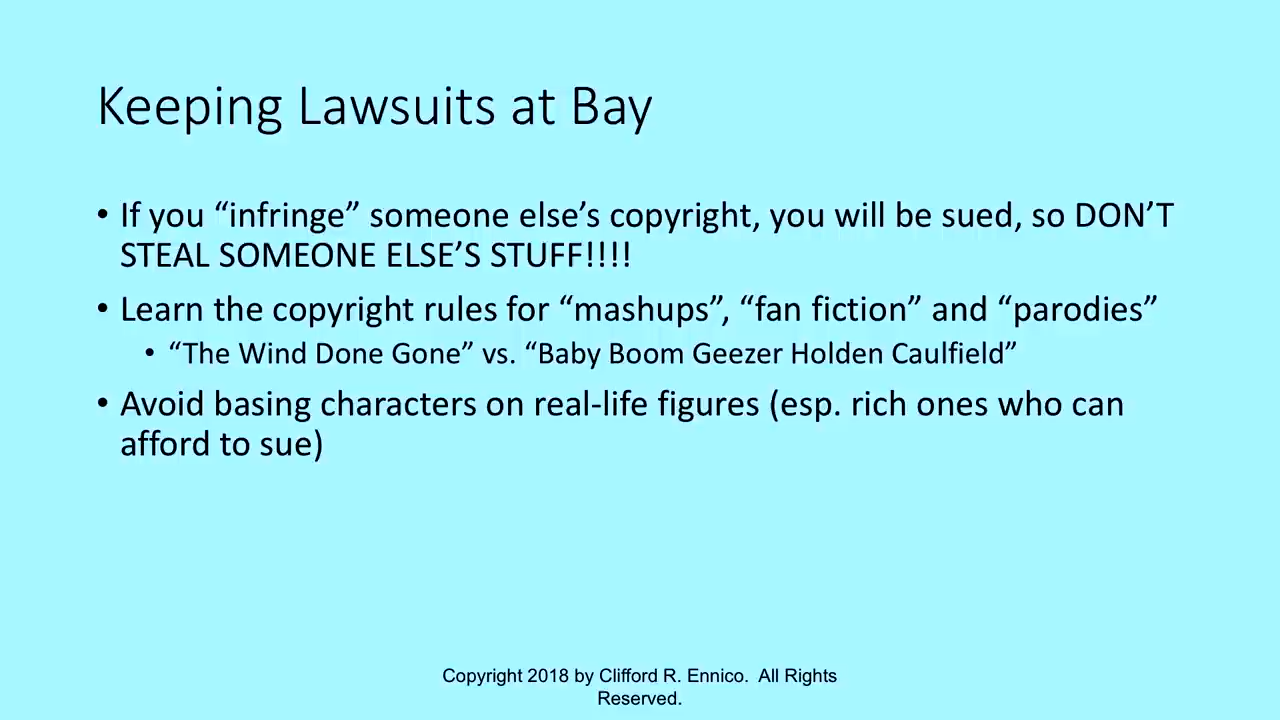 Keeping Lawsuits at Bay
• If you “infringe” someone else’s copyright, you will be sued, so DON’T
STEAL SOMEONE ELSE’S STUFF!!!!
• Learn the copyright rules for “mashups”, “fan fiction” and “parodies”
• “The Wind Done Gone” vs. “Baby Boom Geezer Holden Caulfield”
• Avoid basing characters on real-life figures (esp. rich ones who can
afford to sue)
Copyright 2018 by Clifford R. Ennico.  All Rights
Reserved.